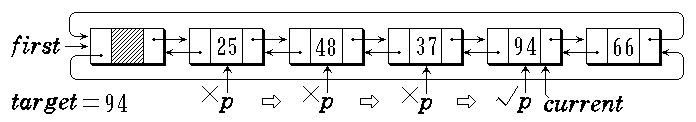 first 25 48 37 94 66
target = 94 ×p ⇨ ×p ⇨ ×p ⇨ ✓p current